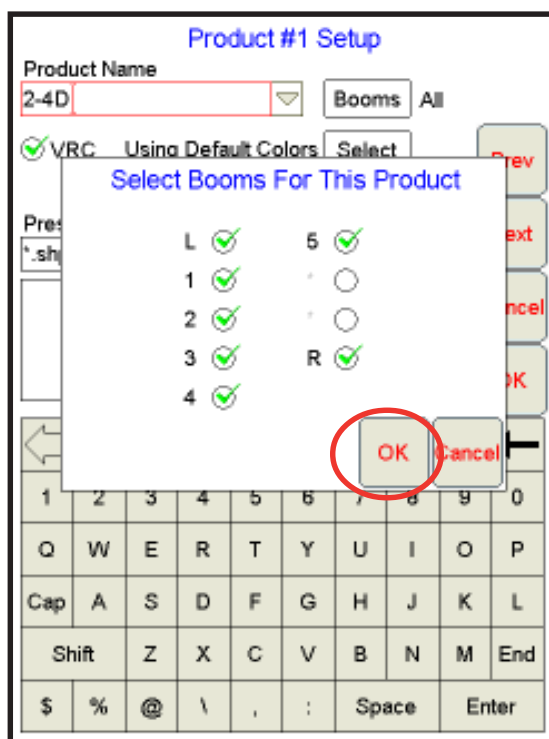 Product #1 Setup
Product Name
2-4D Booms All
VRC Using Default Colors Select
Prev
Select Booms For This Product
L 5
1 *
2 *
3 R
4
OK Cancel
1 2 3 4 5 6 7 8 9 0
Q W E R T Y U I O P
Cap A S D F G H J K L
Shift Z X C V B N M End
$ % @ \ , : Space Enter